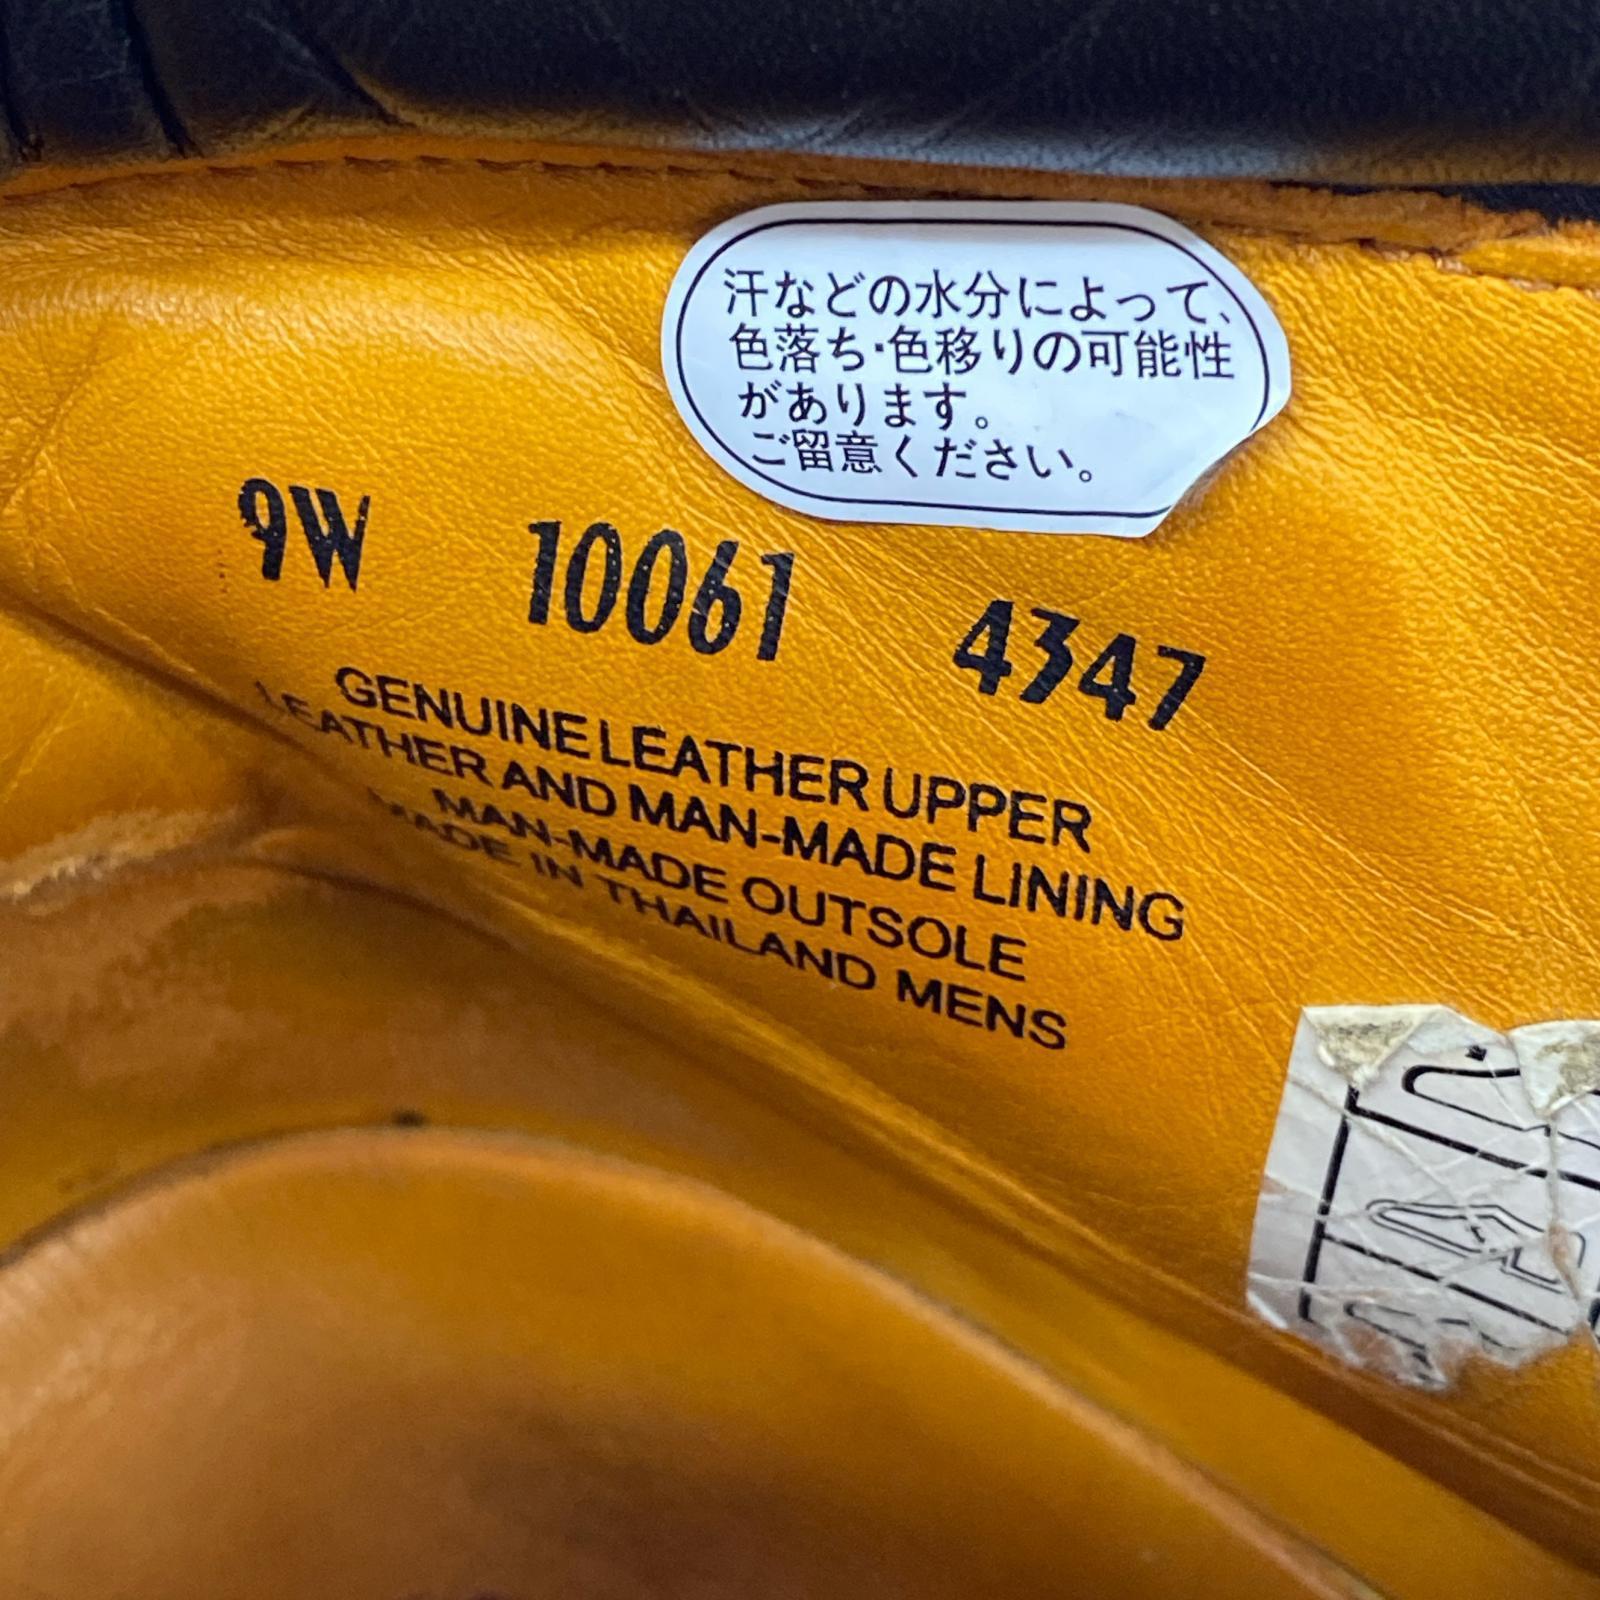 汗などの水分によって、
色落ち・色移りの可能性
があります。
ご留意ください。
9W 10061 4347
GENUINE LEATHER UPPER
LEATHER AND MAN-MADE LINING
MAN-MADE OUTSOLE
MADE IN THAILAND MENS